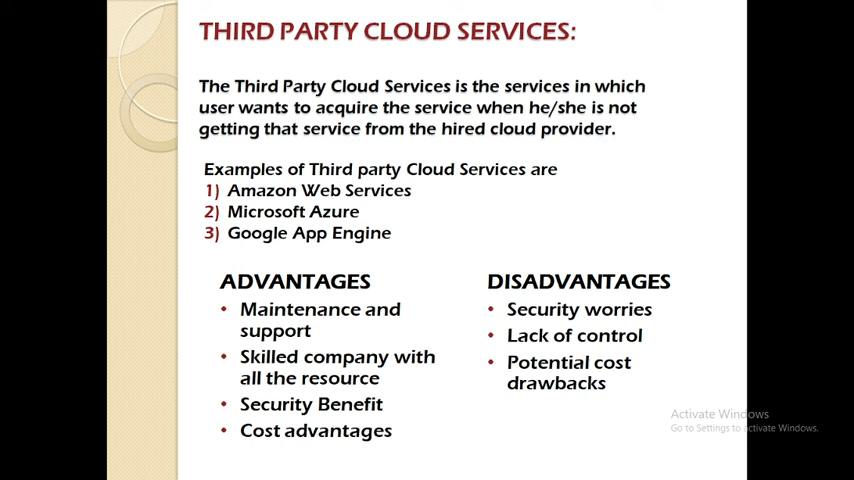 THIRD PARTY CLOUD SERVICES:
The Third Party Cloud Services is the services in which
user wants to acquire the service when he/she is not
getting that service from the hired cloud provider.
Examples of Third party Cloud Services are
1) Amazon Web Services
2) Microsoft Azure
3) Google App Engine
ADVANTAGES
• Maintenance and
support
• Skilled company with
all the resource
• Security Benefit
• Cost advantages
DISADVANTAGES
• Security worries
• Lack of control
• Potential cost
drawbacks
Activate Windows
Go to Settings to activate Windows.